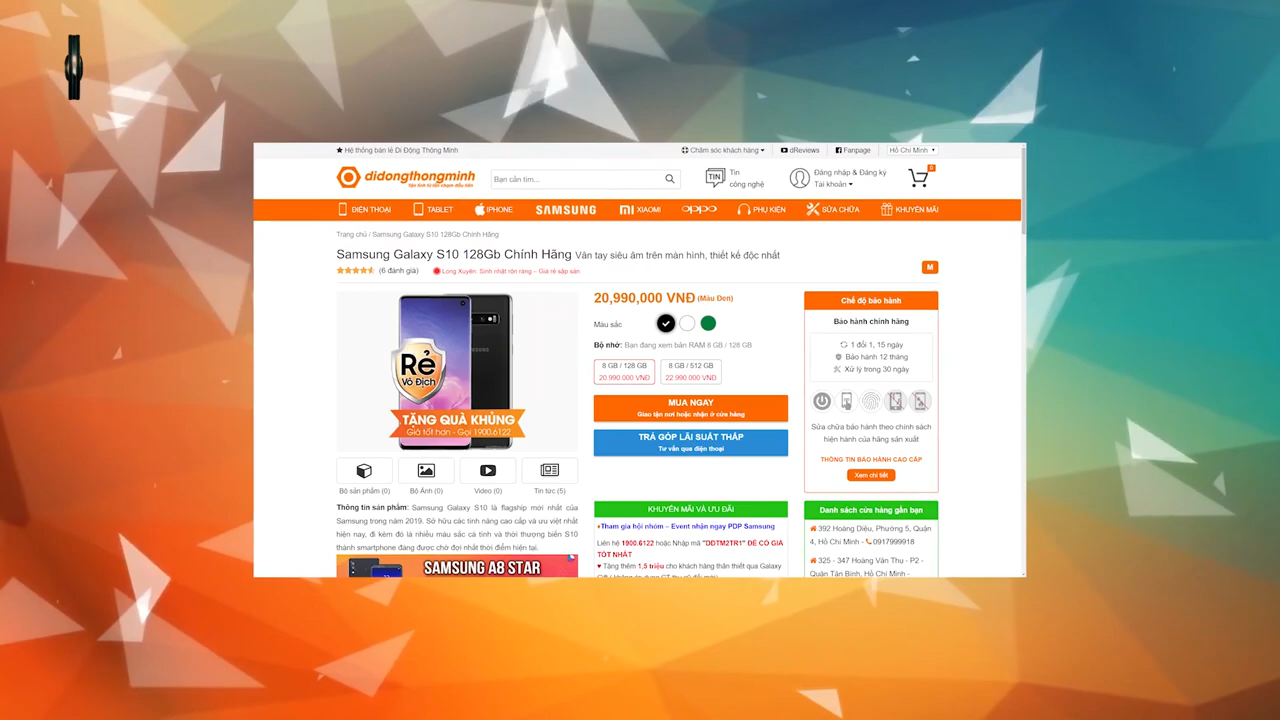 Hệ thống bán lẻ Di Động Thông Minh
Chăm sóc khách hàng
dReviews
Fanpage
Hồ Chí Minh
didongthongminh
Bạn cần tìm...
TIN
Tin công nghệ
Đăng nhập & Đăng ký
Tài khoản
0
ĐIỆN THOẠI
TABLET
IPHONE
SAMSUNG
mi XIAOMI
oppo
PHỤ KIỆN
SỬA CHỮA
KHUYẾN MÃI
Trang chủ / Samsung Galaxy S10 128Gb Chính Hãng
Samsung Galaxy S10 128Gb Chính Hãng Vân tay siêu âm trên màn hình, thiết kế độc nhất
(6 đánh giá)
Long Xuyên: Sinh nhật rộn ràng – Giá rẻ sập sàn
M
SAMSUNG
Rẻ
VÔ ĐỊCH
TẶNG QUÀ KHỦNG
Giá tốt hơn - Gọi 1900.6122
Bộ sản phẩm (0)
Bộ Ảnh (0)
Video (0)
Tin tức (5)
Thông tin sản phẩm: Samsung Galaxy S10 là flagship mới nhất của
Samsung trong năm 2019. Sở hữu các tính năng cao cấp và ưu việt nhất
hiện nay, đi kèm đó là nhiều màu sắc cá tính và thời thượng biến S10
thành smartphone đáng được chờ đợi nhất thời điểm hiện tại.
SAMSUNG A8 STAR
20,990,000 VNĐ (Màu Đen)
Màu sắc
Bộ nhớ: Bạn đang xem bản RAM 8 GB / 128 GB
8 GB / 128 GB
20.990.000 VNĐ
8 GB / 512 GB
22.990.000 VNĐ
MUA NGAY
Giao tận nơi hoặc nhận ở cửa hàng
TRẢ GÓP LÃI SUẤT THẤP
Tư vấn qua điện thoại
KHUYẾN MÃI VÀ ƯU ĐÃI
♦Tham gia hội nhóm – Event nhận ngay PDP Samsung
Liên hệ 1900.6122 hoặc Nhập mã "DDTM2TR1" ĐỂ CÓ GIÁ
TỐT NHẤT
♥ Tặng thêm 1,5 triệu cho khách hàng thân thiết qua Galaxy
Chế độ bảo hành
Bảo hành chính hãng
1 đổi 1, 15 ngày
Bảo hành 12 tháng
Xử lý trong 30 ngày
Sửa chữa bảo hành theo chính sách
hiện hành của hãng sản xuất
THÔNG TIN BẢO HÀNH CAO CẤP
Xem chi tiết
Danh sách cửa hàng gần bạn
392 Hoàng Diệu, Phường 5, Quận
4, Hồ Chí Minh - 0917999918
325 - 347 Hoàng Văn Thụ - P2 -
Quận Tân Bình, Hồ Chí Minh -